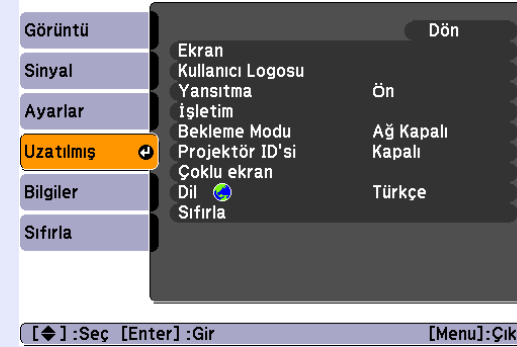 Görüntü
Sinyal
Ayarlar
Uzatılmış
Bilgiler
Sıfırla
Dön
Ekran
Kullanıcı Logosu
Yansıtma Ön
İşletim
Bekleme Modu Ağ Kapalı
Projektör ID'si Kapalı
Çoklu ekran
Dil Türkçe
Sıfırla
[◆] :Seç [Enter] :Gir [Menu]:Çık